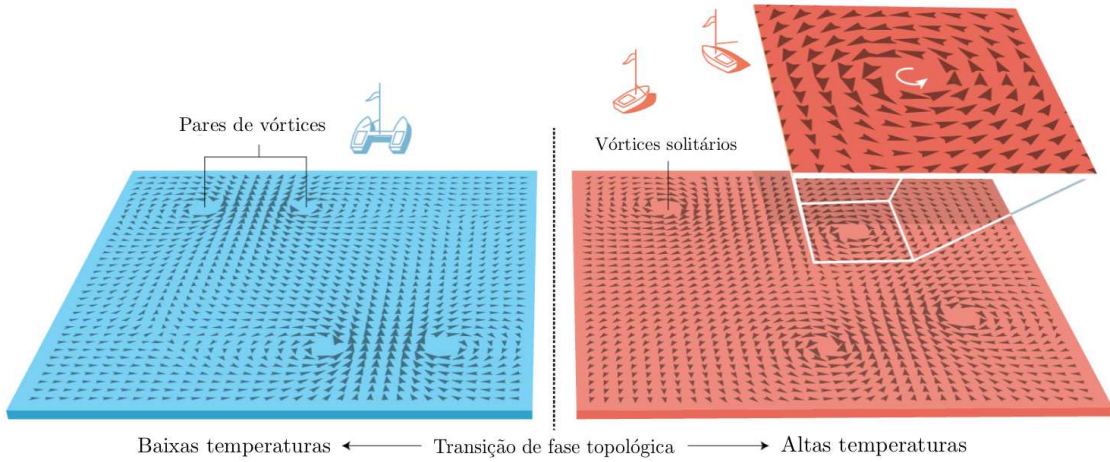 Pares de vórtices
Vórtices solitários
Baixas temperaturas
Transição de fase topológica
Altas temperaturas